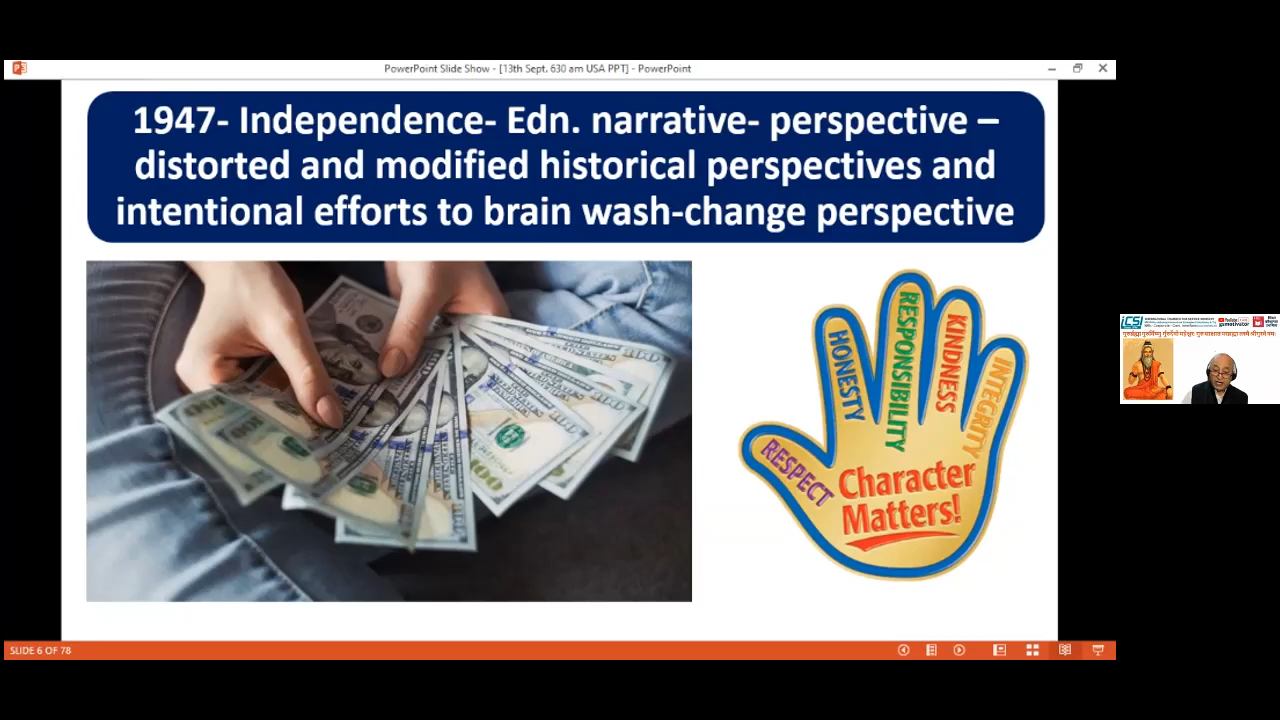 PowerPoint Slide Show - [13th Sept. 630 am USA PPT] - PowerPoint
1947- Independence- Edn. narrative- perspective –
distorted and modified historical perspectives and
intentional efforts to brain wash-change perspective
HONESTY
RESPONSIBILITY
KINDNESS
INTEGRITY
RESPECT
Character
Matters!
100
iCSI
SLIDE 6 OF 78